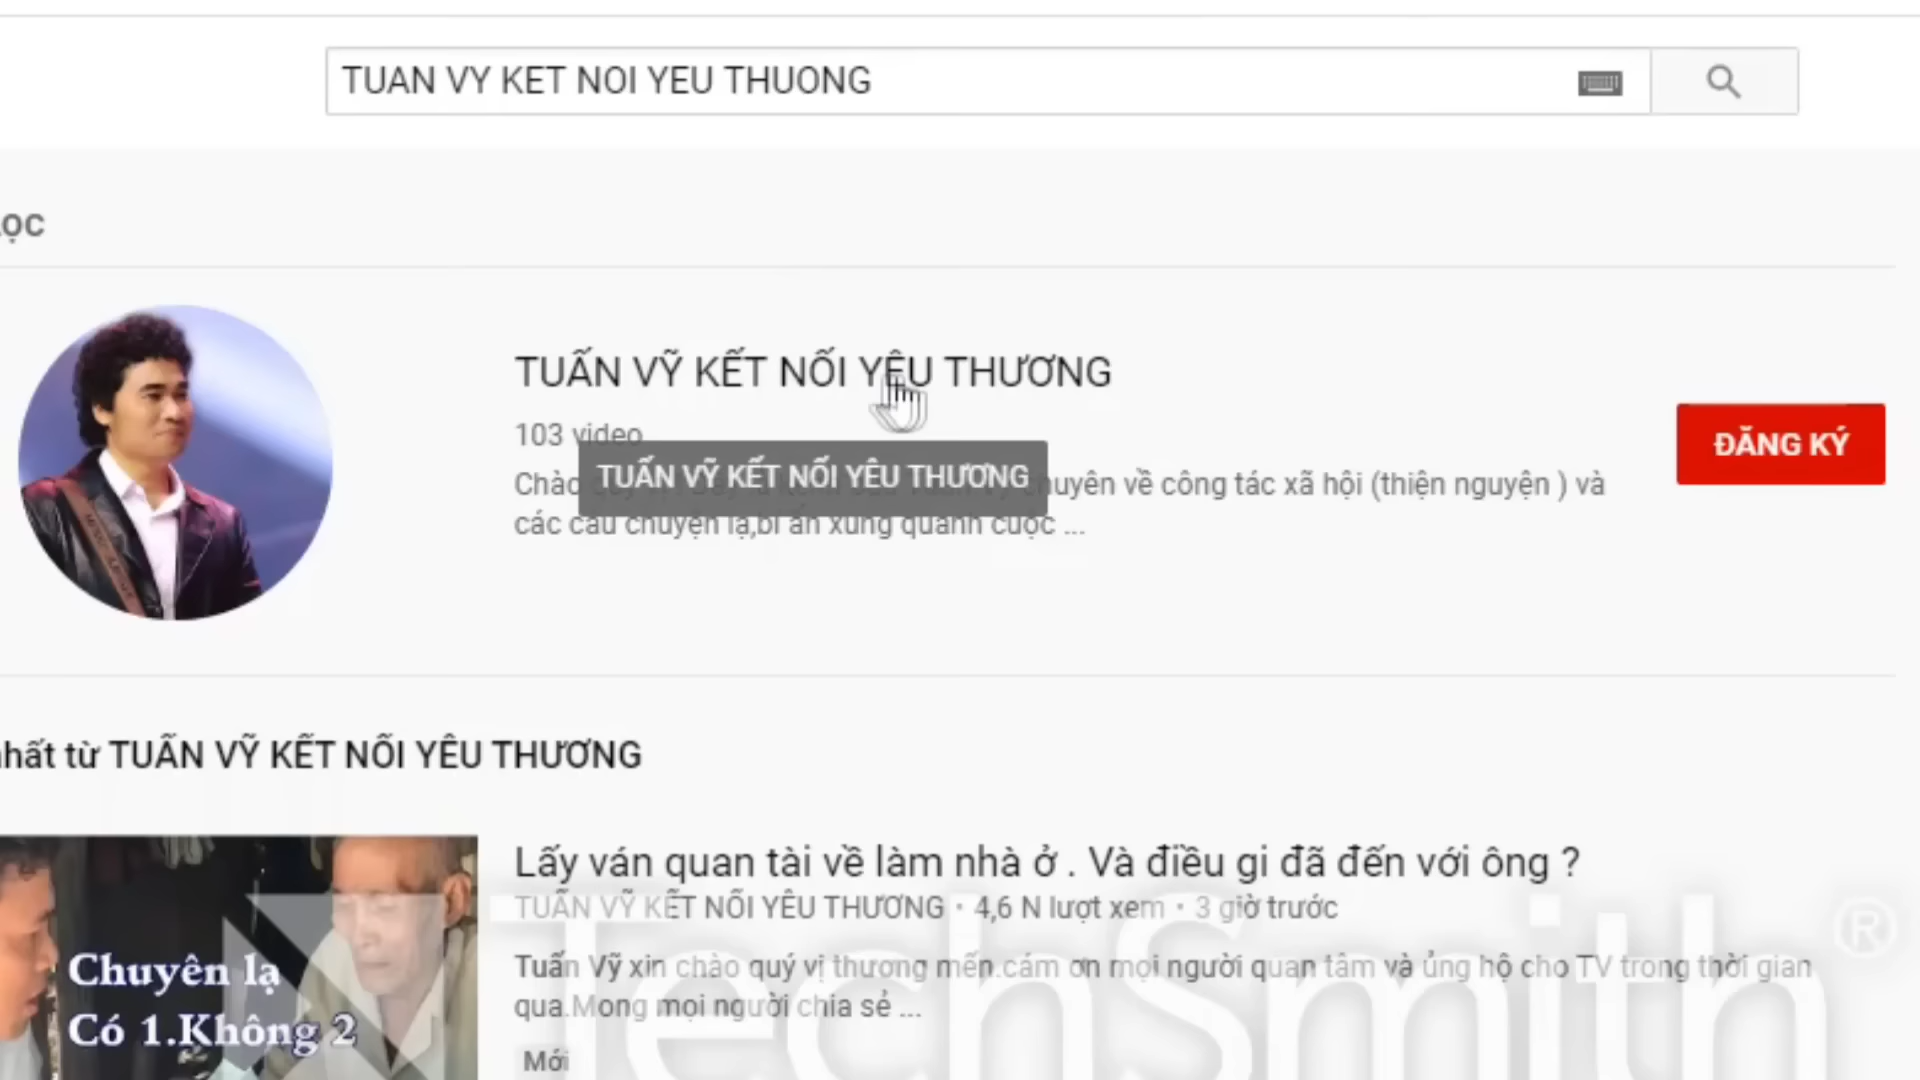 TUAN VY KET NOI YEU THUONG
ọc
TUẤN VỸ KẾT NỐI YÊU THƯƠNG
103 video
TUẤN VỸ KẾT NỐI YÊU THƯƠNG
Chào huyên về công tác xã hội (thiện nguyện ) và
các câu chuyện lạ,bí ẩn xung quanh cuộc ...
ĐĂNG KÝ
nhất từ TUẤN VỸ KẾT NỐI YÊU THƯƠNG
Lấy ván quan tài về làm nhà ở . Và điều gi đã đến với ông ?
TUẤN VỸ KẾT NỐI YÊU THƯƠNG • 4,6 N lượt xem • 3 giờ trước
Tuấn Vỹ xin chào quý vị thương mến.cám ơn mọi người quan tâm và ủng hộ cho TV trong thời gian
qua.Mong mọi người chia sẻ ...
Mới
Chuyên lạ
Có 1.Không 2
TechSmith®